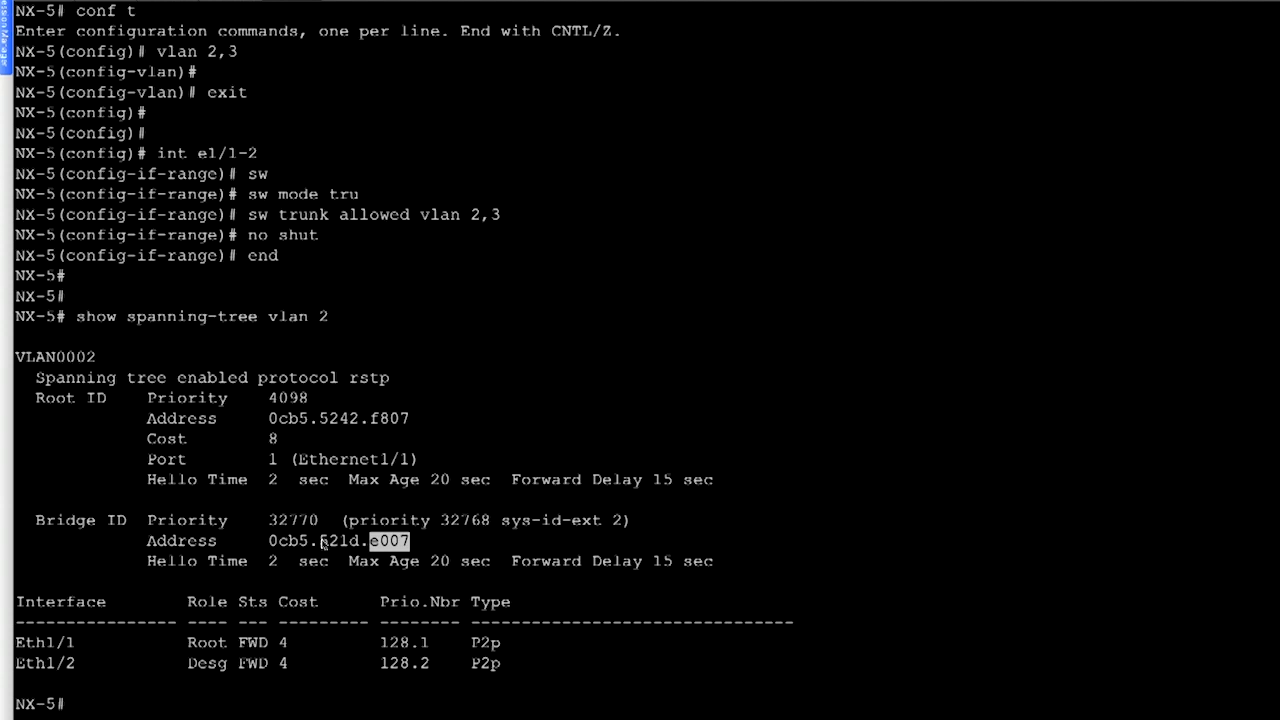 NX-5# conf t
Enter configuration commands, one per line. End with CNTL/Z.
NX-5(config)# vlan 2,3
NX-5(config-vlan)#
NX-5(config-vlan)# exit
NX-5(config)#
NX-5(config)#
NX-5(config)# int e1/1-2
NX-5(config-if-range)# sw
NX-5(config-if-range)# sw mode tru
NX-5(config-if-range)# sw trunk allowed vlan 2,3
NX-5(config-if-range)# no shut
NX-5(config-if-range)# end
NX-5#
NX-5#
NX-5# show spanning-tree vlan 2
VLAN0002
Spanning tree enabled protocol rstp
Root ID Priority 4098
Address 0cb5.5242.f807
Cost 8
Port 1 (Ethernet1/1)
Hello Time 2 sec Max Age 20 sec Forward Delay 15 sec
Bridge ID Priority 32770 (priority 32768 sys-id-ext 2)
Address 0cb5.521d.e007
Hello Time 2 sec Max Age 20 sec Forward Delay 15 sec
Interface Role Sts Cost Prio.Nbr Type
---------------- ---- --- --------- -------- --------------------------------
Eth1/1 Root FWD 4 128.1 P2p
Eth1/2 Desg FWD 4 128.2 P2p
NX-5#